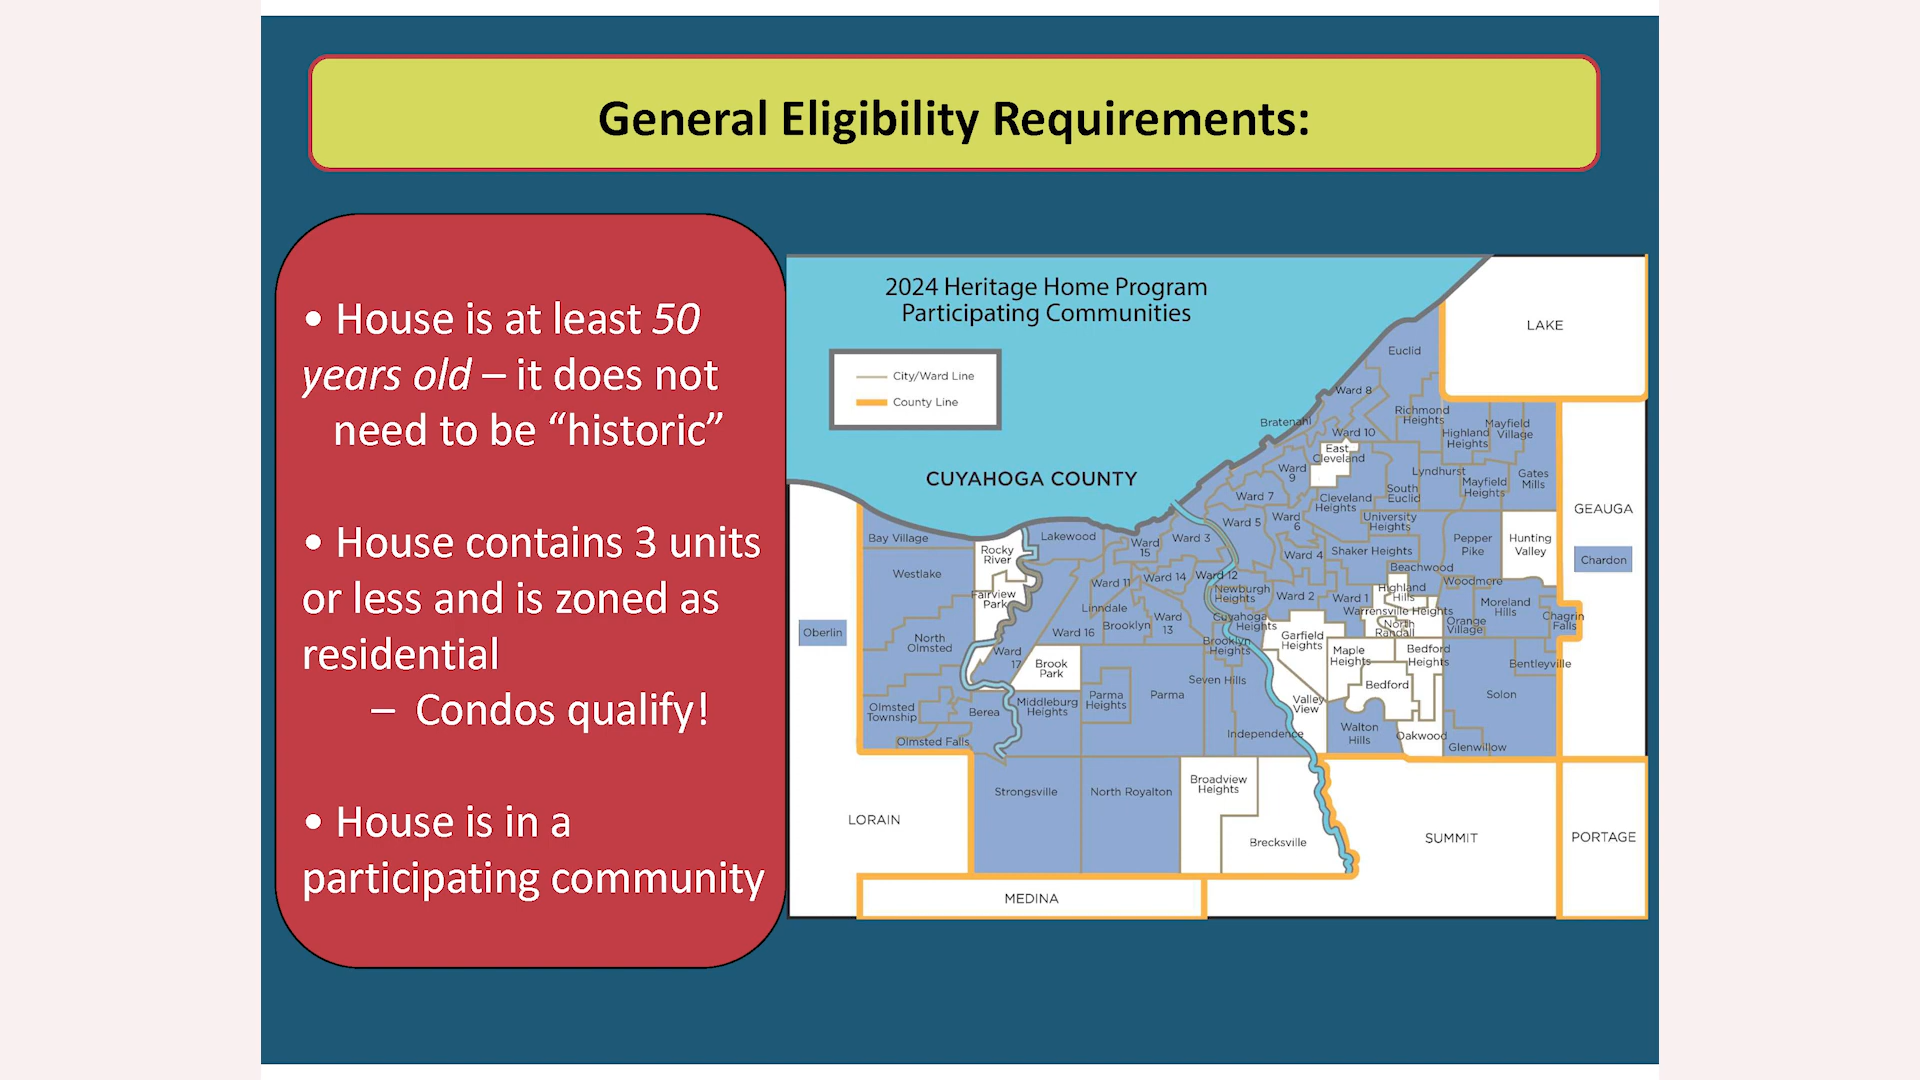 General Eligibility Requirements:
• House is at least 50
years old – it does not
need to be “historic”
• House contains 3 units
or less and is zoned as
residential
– Condos qualify!
• House is in a
participating community
2024 Heritage Home Program
Participating Communities
City/Ward Line
County Line
CUYAHOGA COUNTY
LAKE
Euclid
Ward 8
Bratenahl
Ward 10
Richmond
Heights
Highland
Heights
Mayfield
Village
East
Cleveland
Ward
9
Lyndhurst
Gates
Mills
Mayfield
Heights
South
Euclid
Ward 7
Cleveland
Heights
GEAUGA
Ward 5
Ward
6
University
Heights
Bay Village
Rocky
River
Lakewood
Ward
15
Ward 3
Pepper
Pike
Hunting
Valley
Ward 4
Shaker Heights
Chardon
Westlake
Beachwood
Ward 11
Ward 14
Ward 12
Woodmere
Fairview
Park
Newburgh
Heights
Ward 2
Ward 1
Highland
Hills
Linndale
Warrensville Heights
Moreland
Hills
Chagrin
Falls
Oberlin
North
Olmsted
Ward 16
Brooklyn
Ward
13
Cuyahoga
Heights
North
Randall
Orange
Village
Ward
17
Brook
Park
Brooklyn
Heights
Garfield
Heights
Maple
Heights
Bedford
Heights
Bentleyville
Seven Hills
Bedford
Solon
Olmsted
Township
Berea
Middleburg
Heights
Parma
Heights
Parma
Valley
View
Olmsted Falls
Independence
Walton
Hills
Oakwood
Glenwillow
Strongsville
North Royalton
Broadview
Heights
LORAIN
Brecksville
SUMMIT
PORTAGE
MEDINA